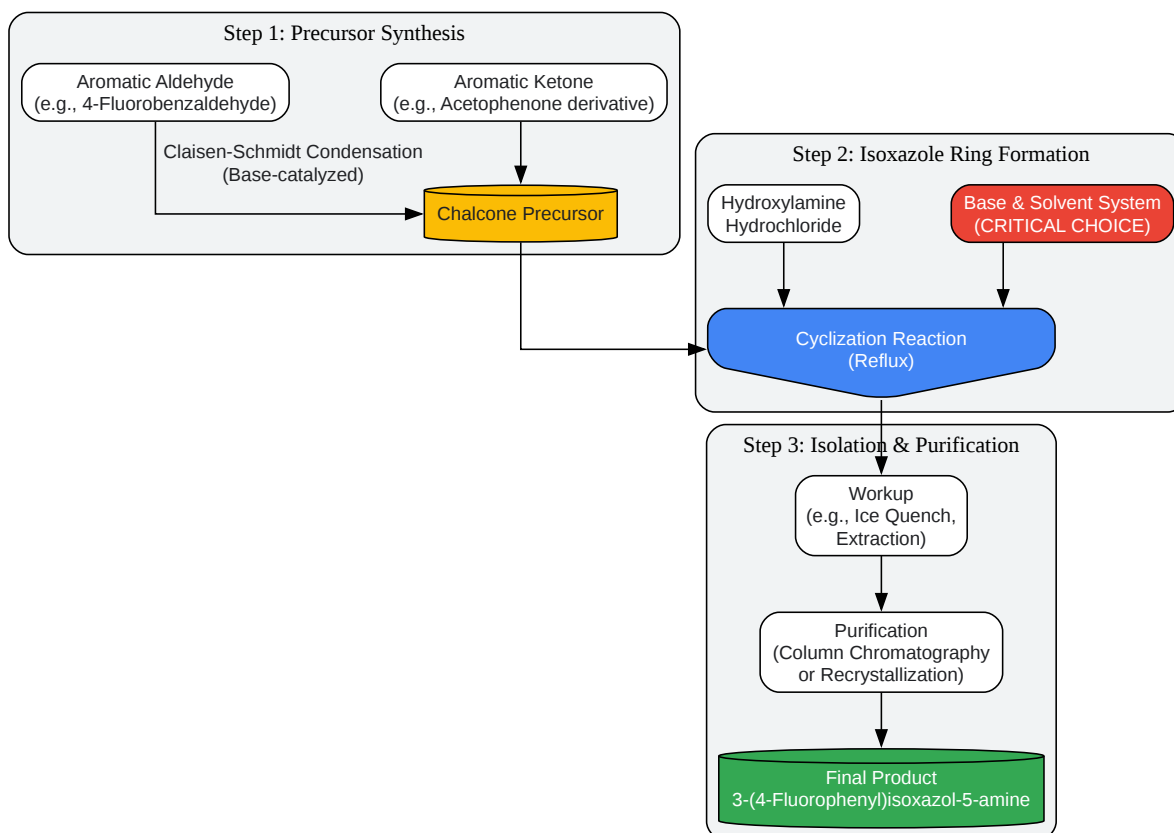 Step 1: Precursor Synthesis
Aromatic Aldehyde
(e.g., 4-Fluorobenzaldehyde)
Aromatic Ketone
(e.g., Acetophenone derivative)
Claisen-Schmidt Condensation
(Base-catalyzed)
Chalcone Precursor
Step 2: Isoxazole Ring Formation
Hydroxylamine
Hydrochloride
Base & Solvent System
(CRITICAL CHOICE)
Cyclization Reaction
(Reflux)
Step 3: Isolation & Purification
Workup
(e.g., Ice Quench,
Extraction)
Purification
(Column Chromatography
or Recrystallization)
Final Product
3-(4-Fluorophenyl)isoxazol-5-amine